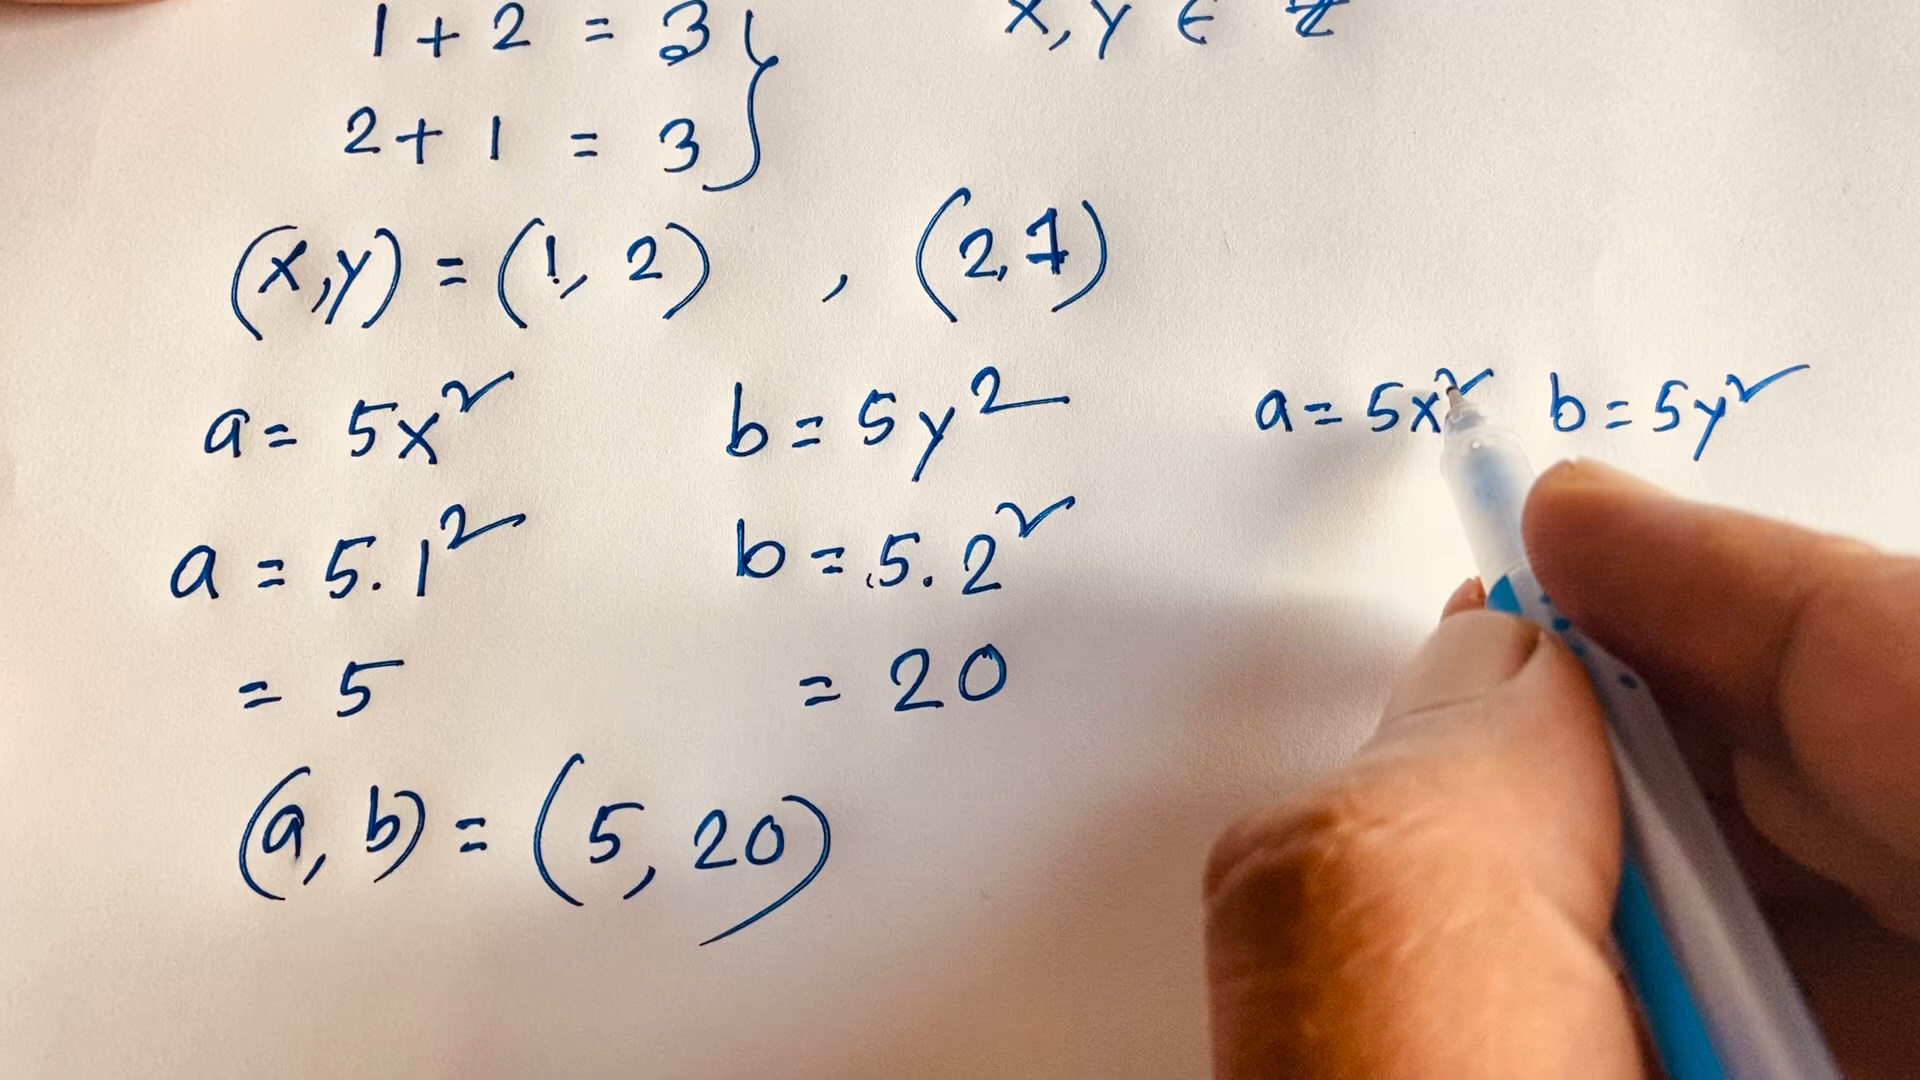 1 + 2 = 3 } x, y ∈ ℤ
2 + 1 = 3
(x, y) = (1, 2) , (2, 1)
a = 5x² b = 5y² a = 5x² b = 5y²
a = 5.1² b = 5.2²
= 5 = 20
(a, b) = (5, 20)